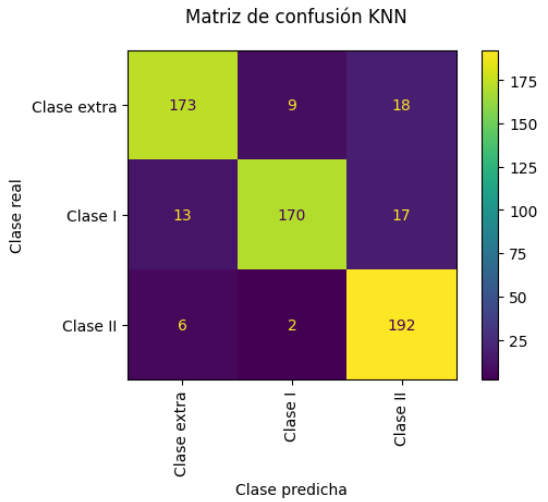 Matriz de confusión KNN
Clase real
Clase extra
173
9
18
Clase I
13
170
17
Clase II
6
2
192
Clase extra
Clase I
Clase II
Clase predicha
175
150
125
100
75
50
25